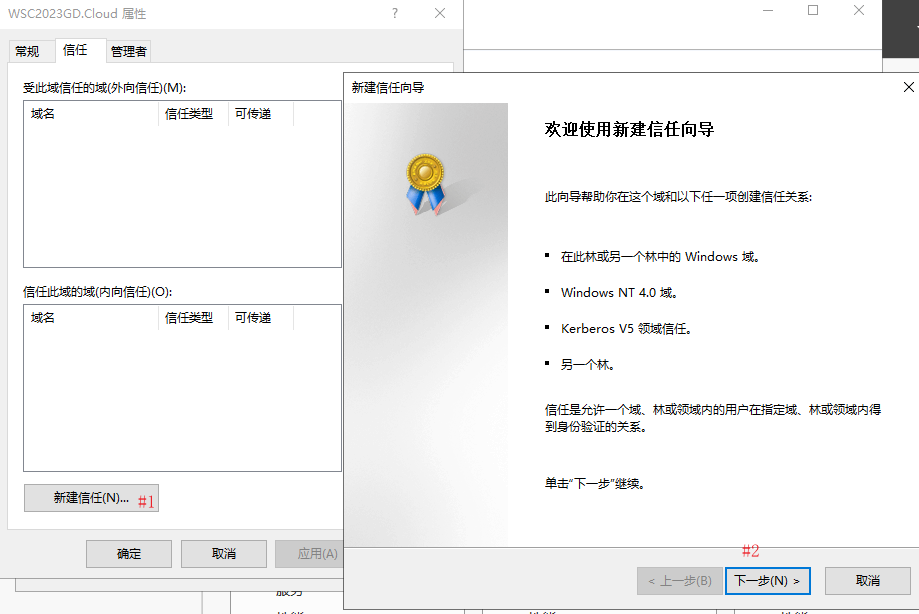 WSC2023GD.Cloud 属性
常规
信任
管理者
受此域信任的域(外向信任)(M):
域名 信任类型 可传递
信任此域的域(内向信任)(O):
域名 信任类型 可传递
新建信任(N)... #1
确定 取消 应用(A)
新建信任向导
欢迎使用新建信任向导
此向导帮助你在这个域和以下任一项创建信任关系:
▪ 在此林或另一个林中的 Windows 域。
▪ Windows NT 4.0 域。
▪ Kerberos V5 领域信任。
▪ 另一个林。
信任是允许一个域、林或领域内的用户在指定域、林或领域内得
到身份验证的关系。
单击“下一步”继续。
#2
< 上一步(B) 下一步(N) > 取消